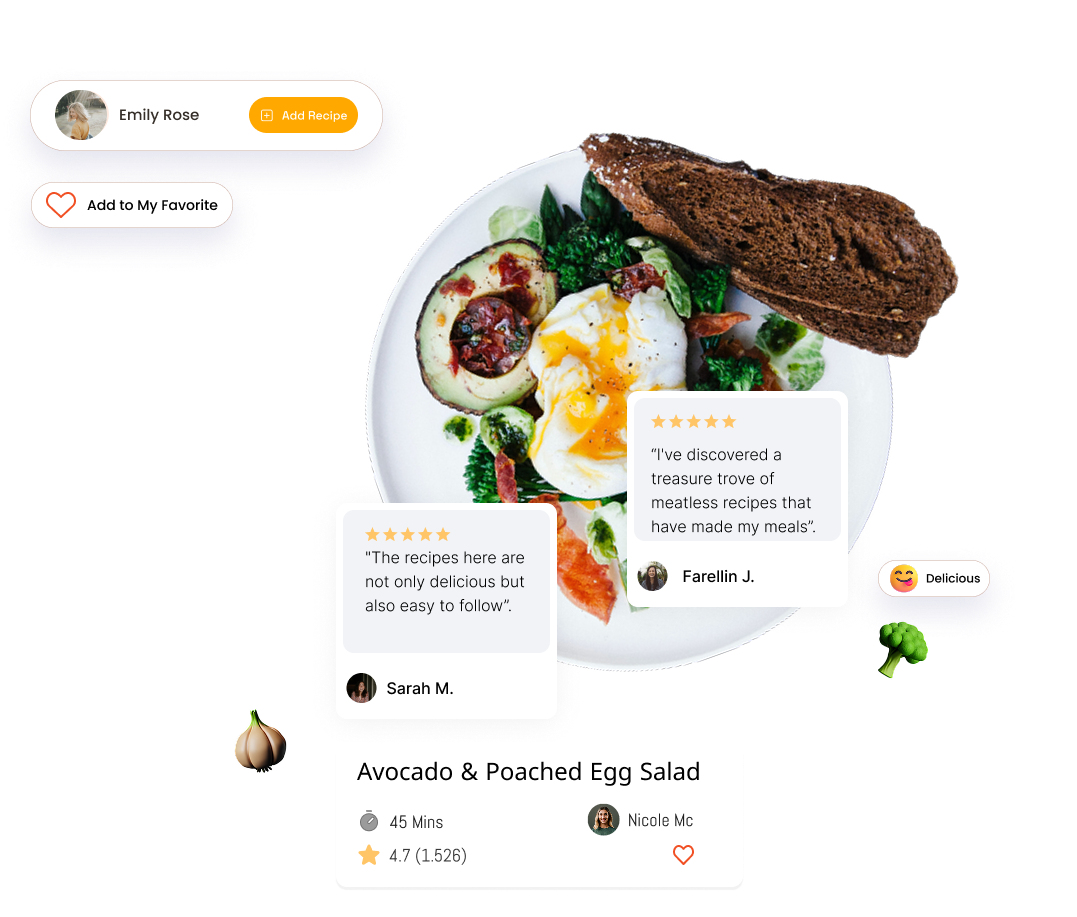 Emily Rose
Add Recipe
Add to My Favorite
“I've discovered a
treasure trove of
meatless recipes that
have made my meals”.
Farellin J.
"The recipes here are
not only delicious but
also easy to follow”.
Sarah M.
Delicious
Avocado & Poached Egg Salad
45 Mins
Nicole Mc
4.7 (1.526)